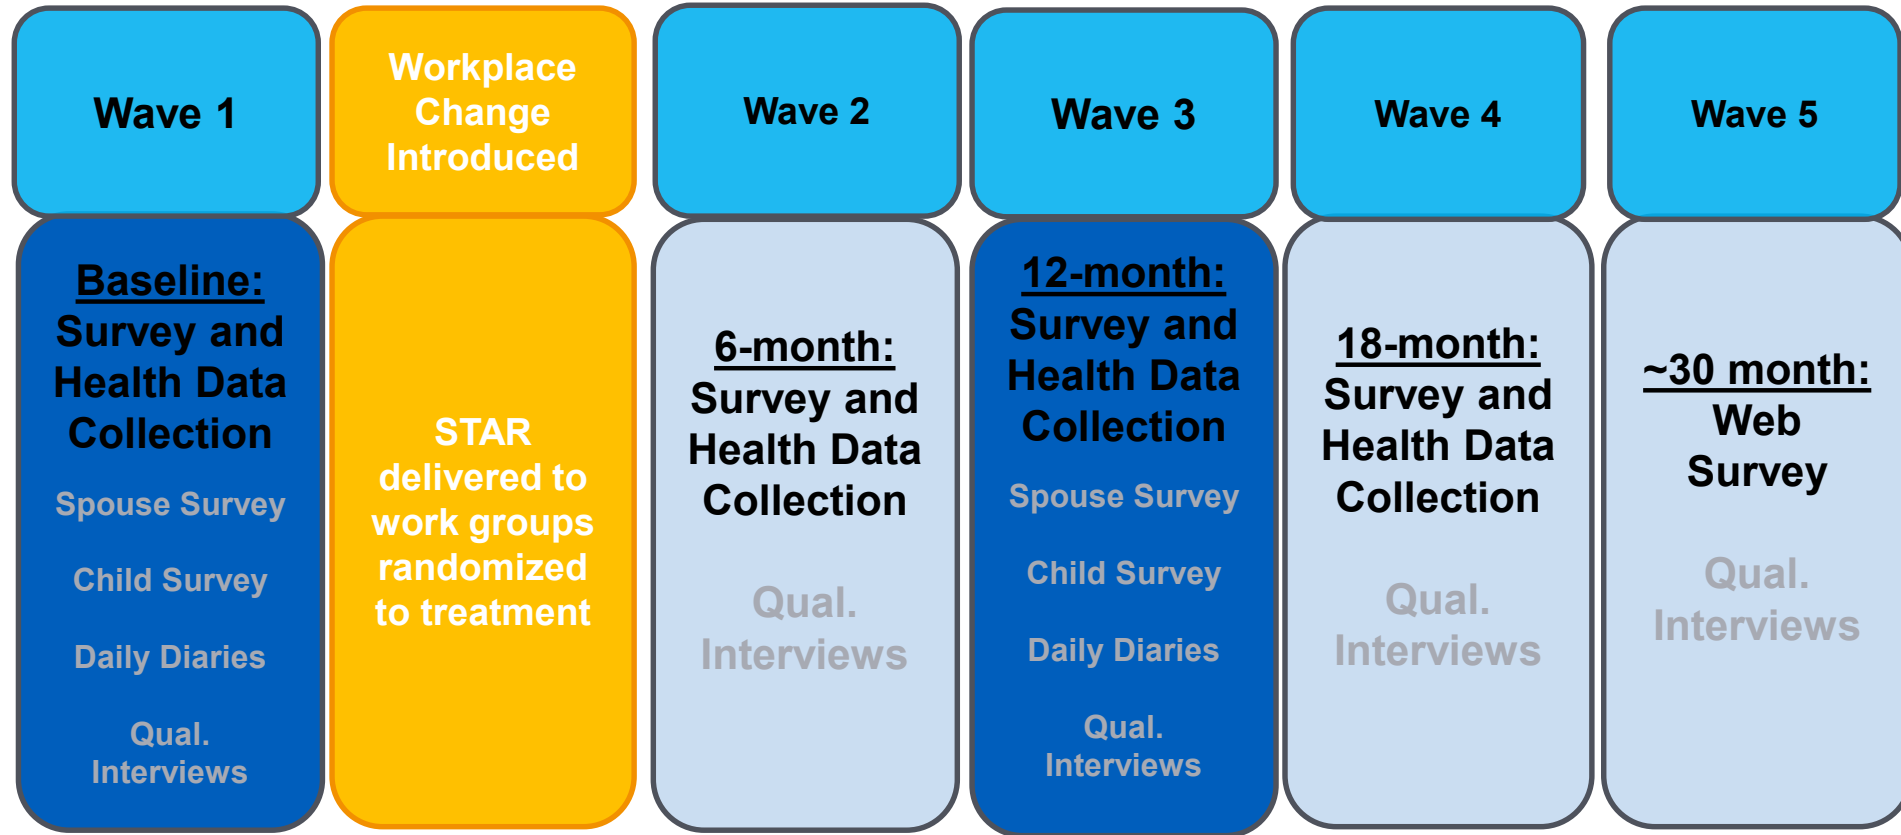 Wave 1
Baseline:
Survey and
Health Data
Collection
Spouse Survey
Child Survey
Daily Diaries
Qual.
Interviews
Workplace
Change
Introduced
STAR
delivered to
work groups
randomized
to treatment
Wave 2
6-month:
Survey and
Health Data
Collection
Qual.
Interviews
Wave 3
12-month:
Survey and
Health Data
Collection
Spouse Survey
Child Survey
Daily Diaries
Qual.
Interviews
Wave 4
18-month:
Survey and
Health Data
Collection
Qual.
Interviews
Wave 5
~30 month:
Web
Survey
Qual.
Interviews